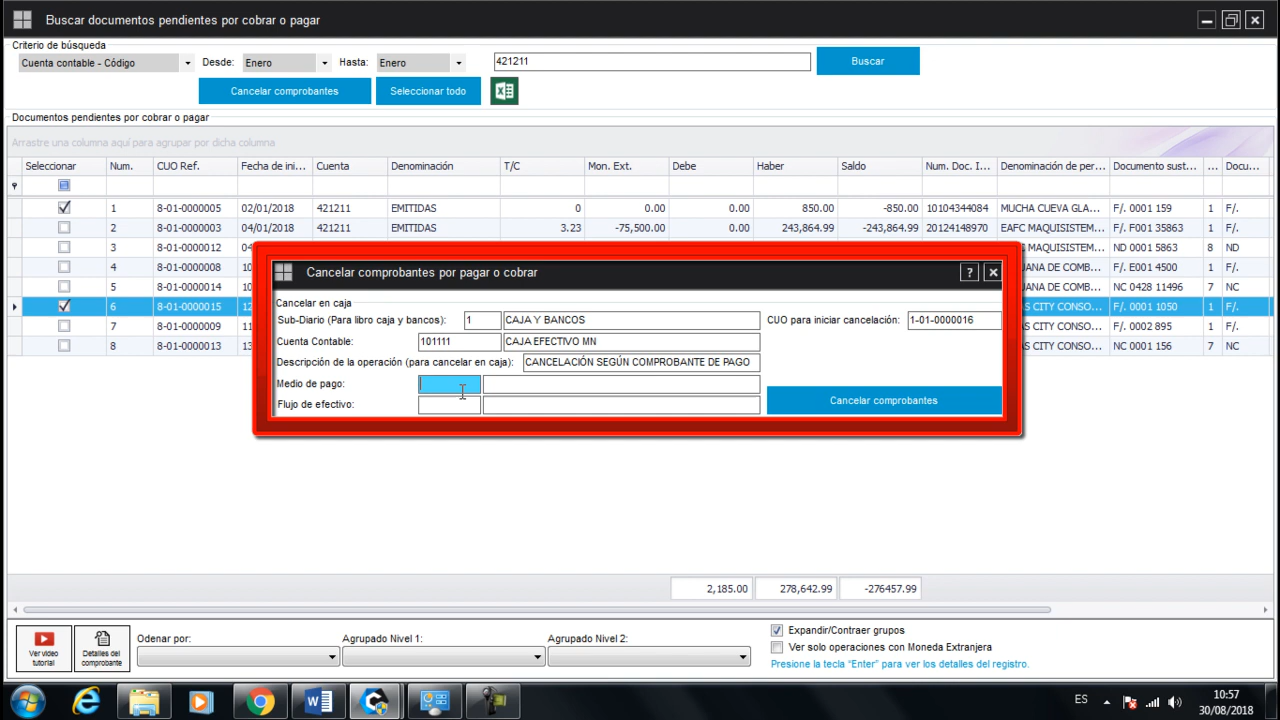 Buscar documentos pendientes por cobrar o pagar
Criterio de búsqueda
Cuenta contable - Código Desde: Enero Hasta: Enero 421211 Buscar
Cancelar comprobantes Seleccionar todo
Documentos pendientes por cobrar o pagar
Arrastre una columna aquí para agrupar por dicha columna
Seleccionar Num. CUO Ref. Fecha de ini... Cuenta Denominación T/C Mon. Ext. Debe Haber Saldo Num. Doc. I... Denominación de per... Documento sust... ... Docu...
1 8-01-0000005 02/01/2018 421211 EMITIDAS 0 0.00 0.00 850.00 -850.00 10104344084 MUCHA CUEVA GLA... F/. 0001 159 1 F/.
2 8-01-0000003 04/01/2018 421211 EMITIDAS 3.23 -75,500.00 0.00 243,864.99 -243,864.99 20124148970 EAFC MAQUISISTEM... F/. F001 35863 1 F/.
3 8-01-0000012 MAQUISISTEM... ND 0001 5863 8 ND
4 8-01-0000008 10 JANA DE COMB... F/. E001 4500 1 F/.
5 8-01-0000014 10 JANA DE COMB... NC 0428 11496 7 NC
6 8-01-0000015 12 S CITY CONSO... F/. 0001 1050 1 F/.
7 8-01-0000009 11 AS CITY CONSO... F/. 0002 895 1 F/.
8 8-01-0000013 13 AS CITY CONSO... NC 0001 156 7 NC
Cancelar comprobantes por pagar o cobrar ?
Cancelar en caja
Sub-Diario (Para libro caja y bancos): 1 CAJA Y BANCOS CUO para iniciar cancelación: 1-01-0000016
Cuenta Contable: 101111 CAJA EFECTIVO MN
Descripción de la operación (para cancelar en caja): CANCELACIÓN SEGÚN COMPROBANTE DE PAGO
Medio de pago:
Flujo de efectivo:
Cancelar comprobantes
2,185.00 278,642.99 -276457.99
Ver video tutorial
Detalles del comprobante
Odenar por: Agrupado Nivel 1: Agrupado Nivel 2:
Expandir/Contraer grupos
Ver solo operaciones con Moneda Extranjera
Presione la tecla "Enter" para ver los detalles del registro.
ES
10:57
30/08/2018